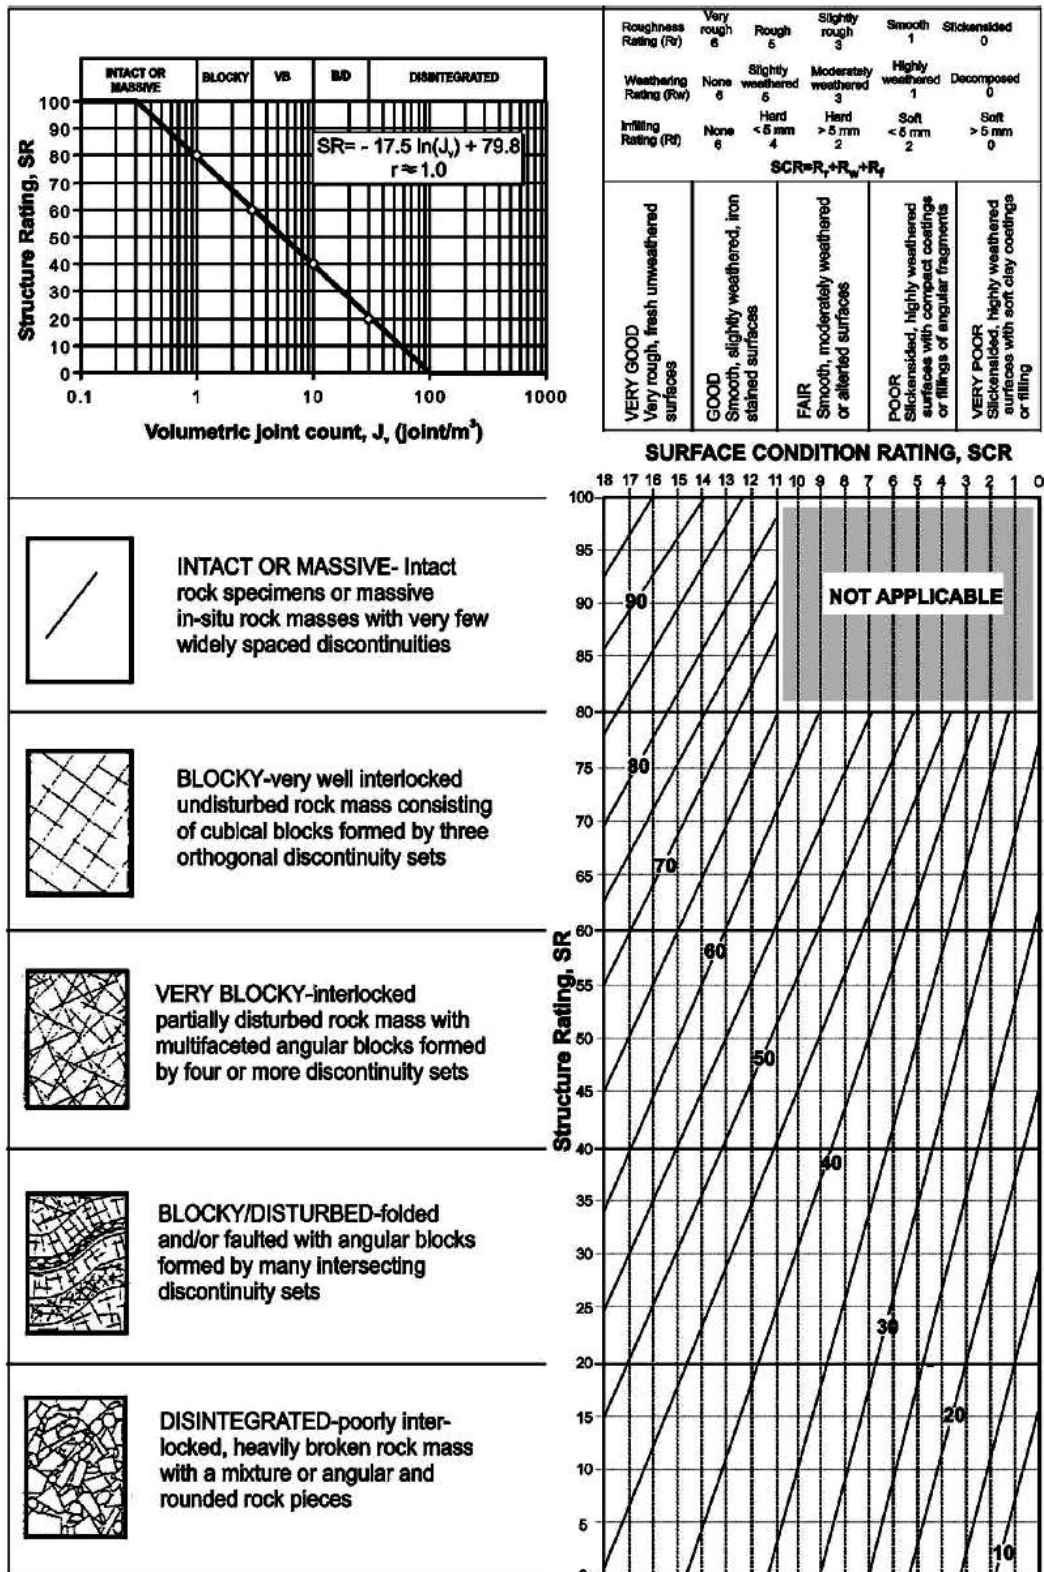 INTACT OR MASSIVE BLOCKY VB B/D DISINTEGRATED
Structure Rating, SR
100
90
80
70
60
50
40
30
20
10
0
SR= - 17.5 ln(Jv) + 79.8
r ≈ 1.0
0.1 1 10 100 1000
Volumetric joint count, Jv (joint/m³)
Roughness Rating (Rr) Very rough 6 Rough 5 Slightly rough 3 Smooth 1 Slickensided 0
Weathering Rating (Rw) None 6 Slightly weathered 5 Moderately weathered 3 Highly weathered 1 Decomposed 0
Infilling Rating (Rf) None 6 Hard < 5 mm 4 Hard > 5 mm 2 Soft < 5 mm 2 Soft > 5 mm 0
SCR=Rr+Rw+Rf
VERY GOOD
Very rough, fresh unweathered
surfaces
GOOD
Smooth, slightly weathered, iron
stained surfaces
FAIR
Smooth, moderately weathered
or alterted surfaces
POOR
Slickensided, highly weathered
surfaces with compact coatings
or fillings of angular fragments
VERY POOR
Slickensided, highly weathered
surfaces with soft clay coatings
or filling
SURFACE CONDITION RATING, SCR
18 17 16 15 14 13 12 11 10 9 8 7 6 5 4 3 2 1 0
INTACT OR MASSIVE- Intact
rock specimens or massive
in-situ rock masses with very few
widely spaced discontinuities
BLOCKY-very well interlocked
undisturbed rock mass consisting
of cubical blocks formed by three
orthogonal discontinuity sets
VERY BLOCKY-interlocked
partially disturbed rock mass with
multifaceted angular blocks formed
by four or more discontinuity sets
BLOCKY/DISTURBED-folded
and/or faulted with angular blocks
formed by many intersecting
discontinuity sets
DISINTEGRATED-poorly inter-
locked, heavily broken rock mass
with a mixture or angular and
rounded rock pieces
Structure Rating, SR
100
95
90
85
80
75
70
65
60
55
50
45
40
35
30
25
20
15
10
5
NOT APPLICABLE
90
80
70
60
50
40
30
20
10